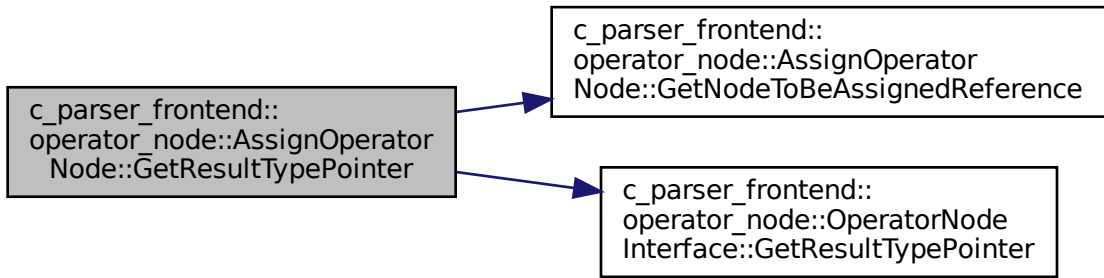 c_parser_frontend::
operator_node::AssignOperator
Node::GetResultTypePointer
c_parser_frontend::
operator_node::AssignOperator
Node::GetNodeToBeAssignedReference
c_parser_frontend::
operator_node::OperatorNode
Interface::GetResultTypePointer